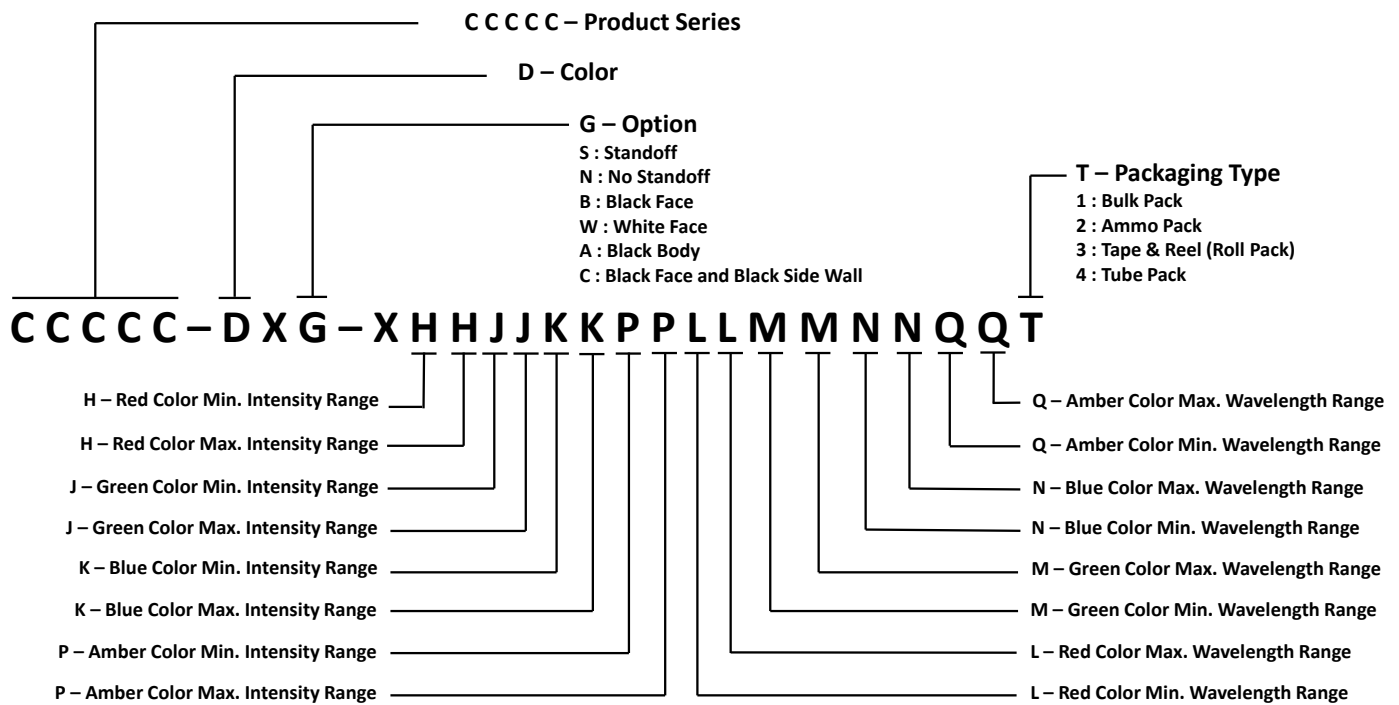 C C C C C – Product Series
D – Color
G – Option
S : Standoff
N : No Standoff
B : Black Face
W : White Face
A : Black Body
C : Black Face and Black Side Wall
T – Packaging Type
1 : Bulk Pack
2 : Ammo Pack
3 : Tape & Reel (Roll Pack)
4 : Tube Pack
C C C C C – D X G – X H H J J K K P P L L M M N N Q Q T
H – Red Color Min. Intensity Range
H – Red Color Max. Intensity Range
J – Green Color Min. Intensity Range
J – Green Color Max. Intensity Range
K – Blue Color Min. Intensity Range
K – Blue Color Max. Intensity Range
P – Amber Color Min. Intensity Range
P – Amber Color Max. Intensity Range
Q – Amber Color Max. Wavelength Range
Q – Amber Color Min. Wavelength Range
N – Blue Color Max. Wavelength Range
N – Blue Color Min. Wavelength Range
M – Green Color Max. Wavelength Range
M – Green Color Min. Wavelength Range
L – Red Color Max. Wavelength Range
L – Red Color Min. Wavelength Range